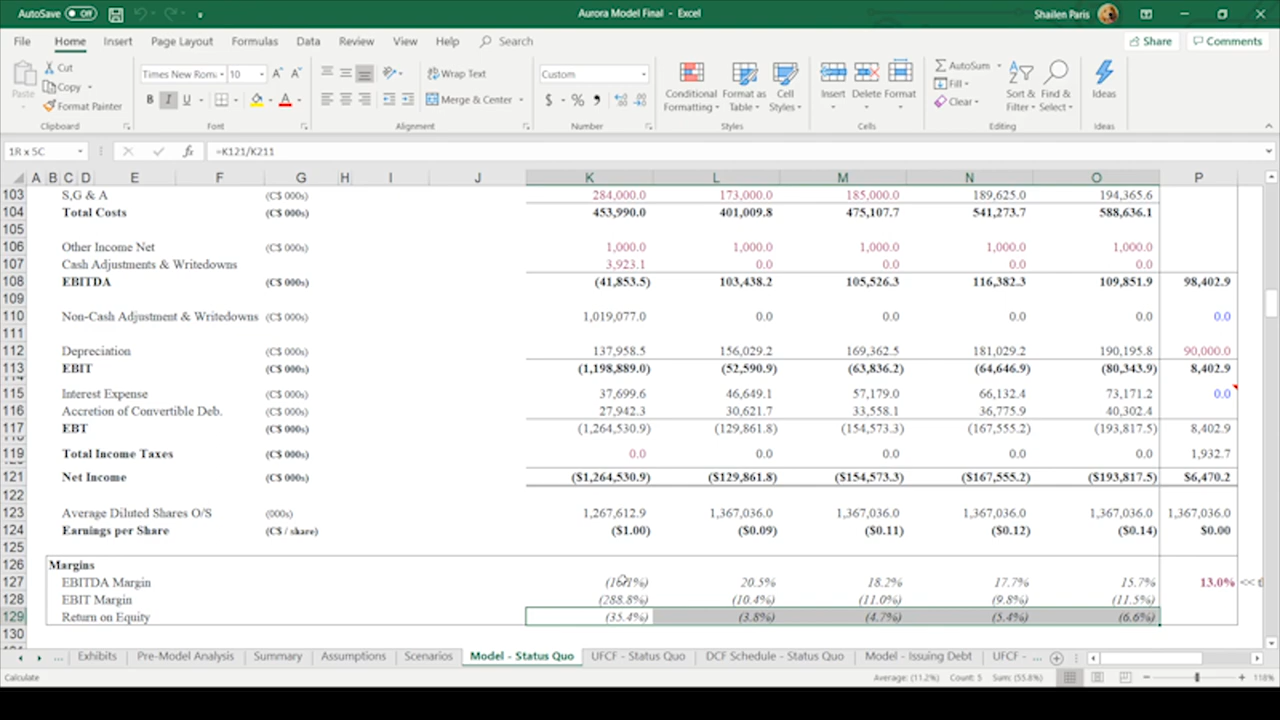 AutoSave Off Aurora Model Final - Excel Shailen Paris
File Home Insert Page Layout Formulas Data Review View Help Search Share Comments
Paste Cut Copy Format Painter Clipboard
Times New Rom 10 B I U Font
Wrap Text Merge & Center Alignment
Custom $ % Number
Conditional Formatting Format as Table Cell Styles Styles
Insert Delete Format Cells
AutoSum Fill Clear Sort & Filter Find & Select Editing
Ideas Ideas
1R x 5C fx =K121/K211
A B C D E F G H I J K L M N O P
103 S,G & A (C$ 000s) 284,000.0 173,000.0 185,000.0 189,625.0 194,365.6
104 Total Costs (C$ 000s) 453,990.0 401,009.8 475,107.7 541,273.7 588,636.1
105
106 Other Income Net (C$ 000s) 1,000.0 1,000.0 1,000.0 1,000.0 1,000.0
107 Cash Adjustments & Writedowns 3,923.1 0.0 0.0 0.0 0.0
108 EBITDA (C$ 000s) (41,853.5) 103,438.2 105,526.3 116,382.3 109,851.9 98,402.9
109
110 Non-Cash Adjustment & Writedowns (C$ 000s) 1,019,077.0 0.0 0.0 0.0 0.0 0.0
111
112 Depreciation (C$ 000s) 137,958.5 156,029.2 169,362.5 181,029.2 190,195.8 90,000.0
113 EBIT (C$ 000s) (1,198,889.0) (52,590.9) (63,836.2) (64,646.9) (80,343.9) 8,402.9
115 Interest Expense (C$ 000s) 37,699.6 46,649.1 57,179.0 66,132.4 73,171.2 0.0
116 Accretion of Convertible Deb. (C$ 000s) 27,942.3 30,621.7 33,558.1 36,775.9 40,302.4
117 EBT (C$ 000s) (1,264,530.9) (129,861.8) (154,573.3) (167,555.2) (193,817.5) 8,402.9
119 Total Income Taxes (C$ 000s) 0.0 0.0 0.0 0.0 0.0 1,932.7
121 Net Income (C$ 000s) ($1,264,530.9) ($129,861.8) ($154,573.3) ($167,555.2) ($193,817.5) $6,470.2
122
123 Average Diluted Shares O/S (000s) 1,267,612.9 1,367,036.0 1,367,036.0 1,367,036.0 1,367,036.0 1,367,036.0
124 Earnings per Share (C$ / share) ($1.00) ($0.09) ($0.11) ($0.12) ($0.14) $0.00
125
126 Margins
127 EBITDA Margin 20.5% 18.2% 17.7% 15.7% 13.0% <<
128 EBIT Margin (288.8%) (10.4%) (11.0%) (9.8%) (11.5%)
129 Return on Equity (35.4%) (3.8%) (4.7%) (5.4%) (6.6%)
130
... Exhibits Pre-Model Analysis Summary Assumptions Scenarios Model - Status Quo UFCF - Status Quo DCF Schedule - Status Quo Model - Issuing Debt UFCF - ...
Calculate Average: (11.2%) Count: 5 Sum: (55.8%) 118%